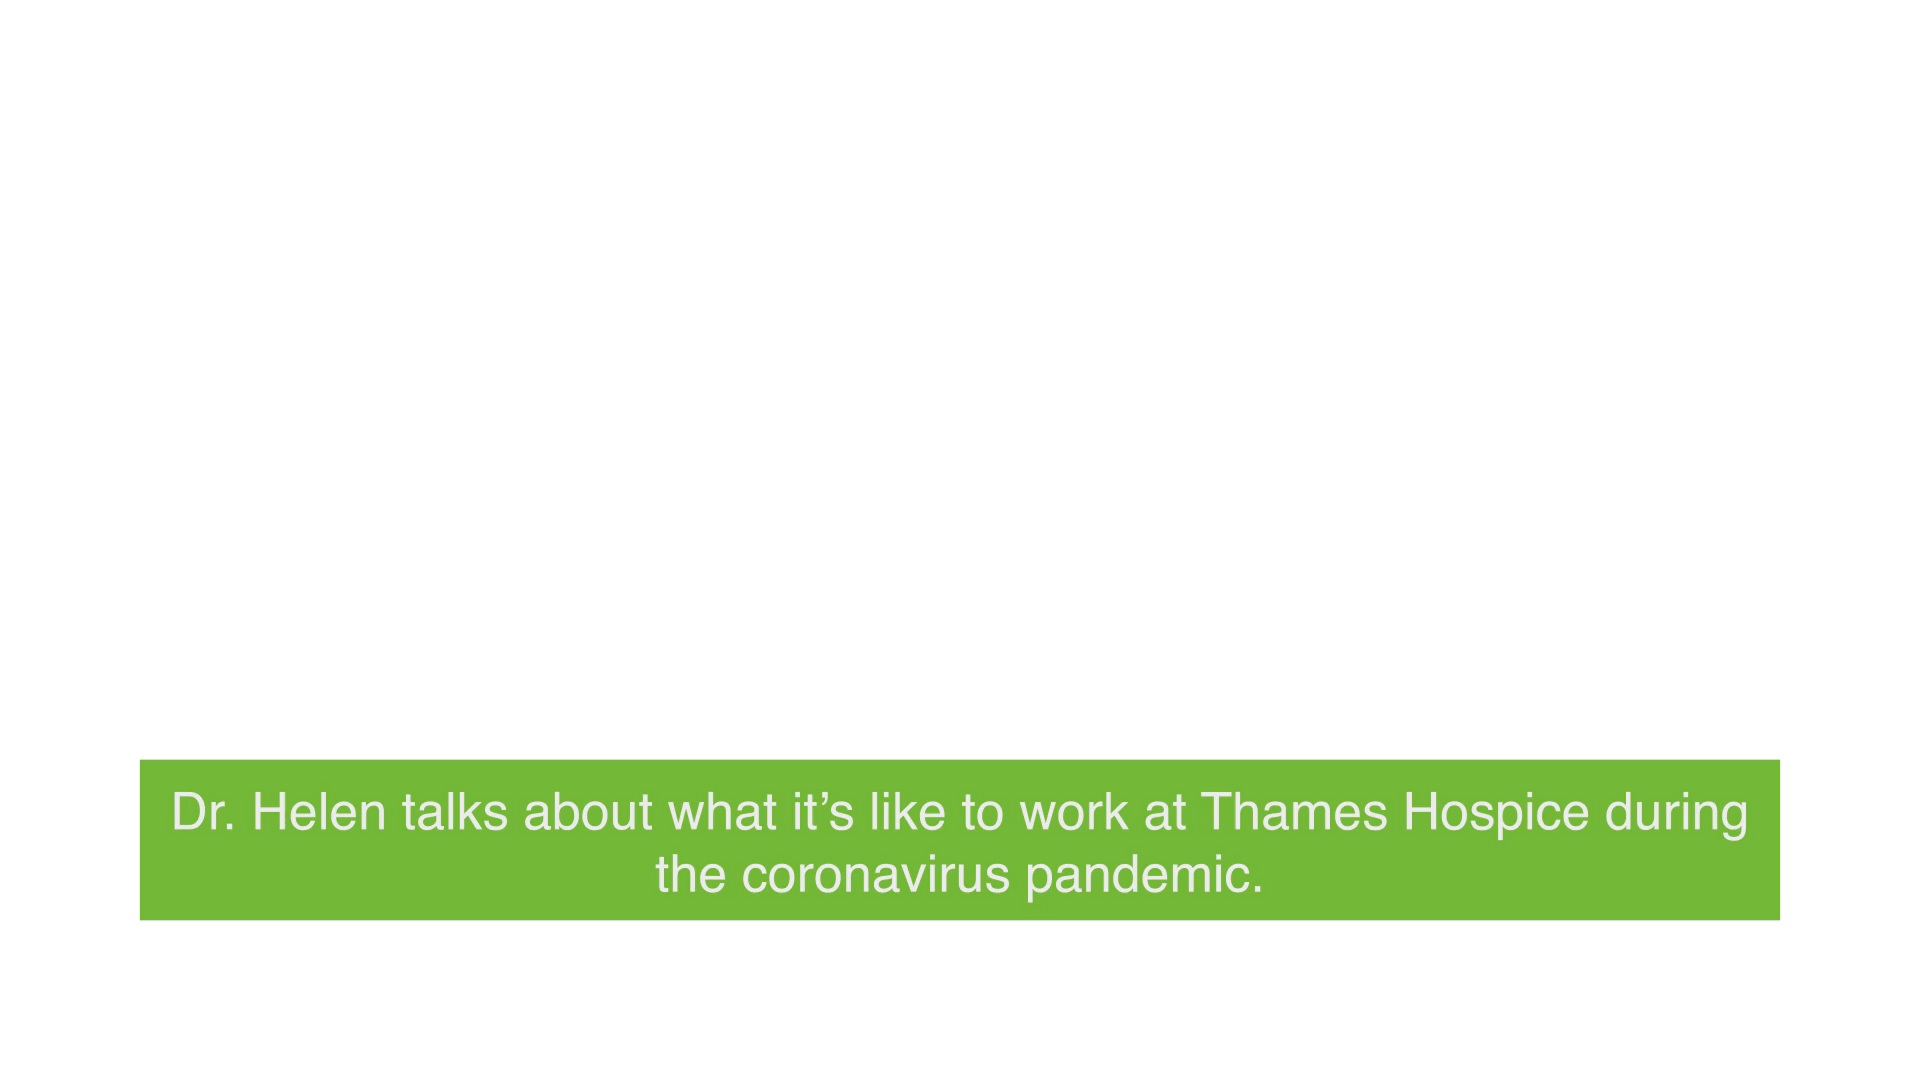 Dr. Helen talks about what it’s like to work at Thames Hospice during
the coronavirus pandemic.